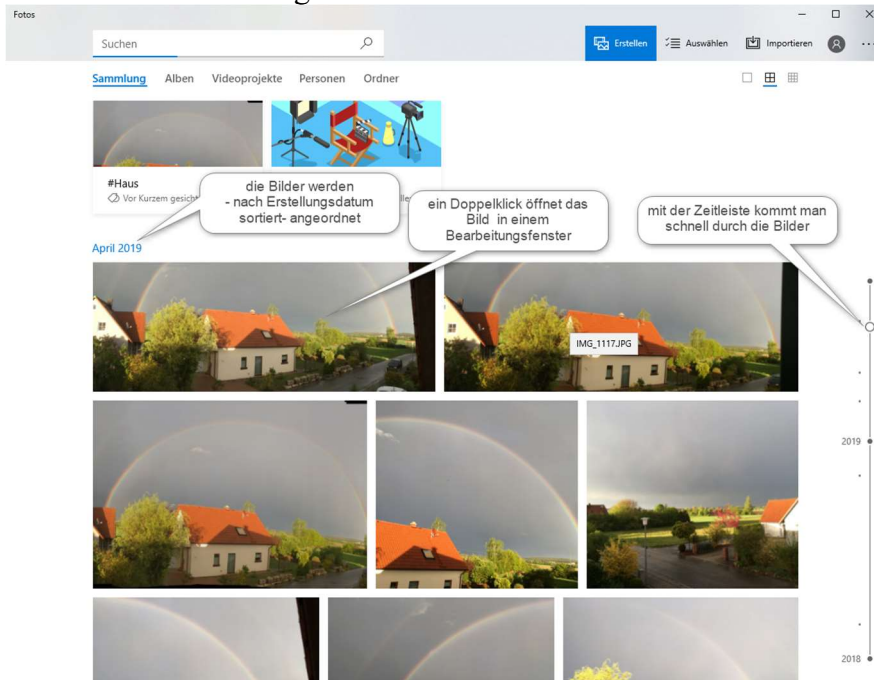 Fotos
Suchen
Erstellen
Auswählen
Importieren
Sammlung Alben Videoprojekte Personen Ordner
#Haus
Vor Kurzem
die Bilder werden
- nach Erstellungsdatum
sortiert- angeordnet
ein Doppelklick öffnet das
Bild in einem
Bearbeitungsfenster
mit der Zeitleiste kommt man
schnell durch die Bilder
April 2019
IMG_1117.JPG
2019
2018